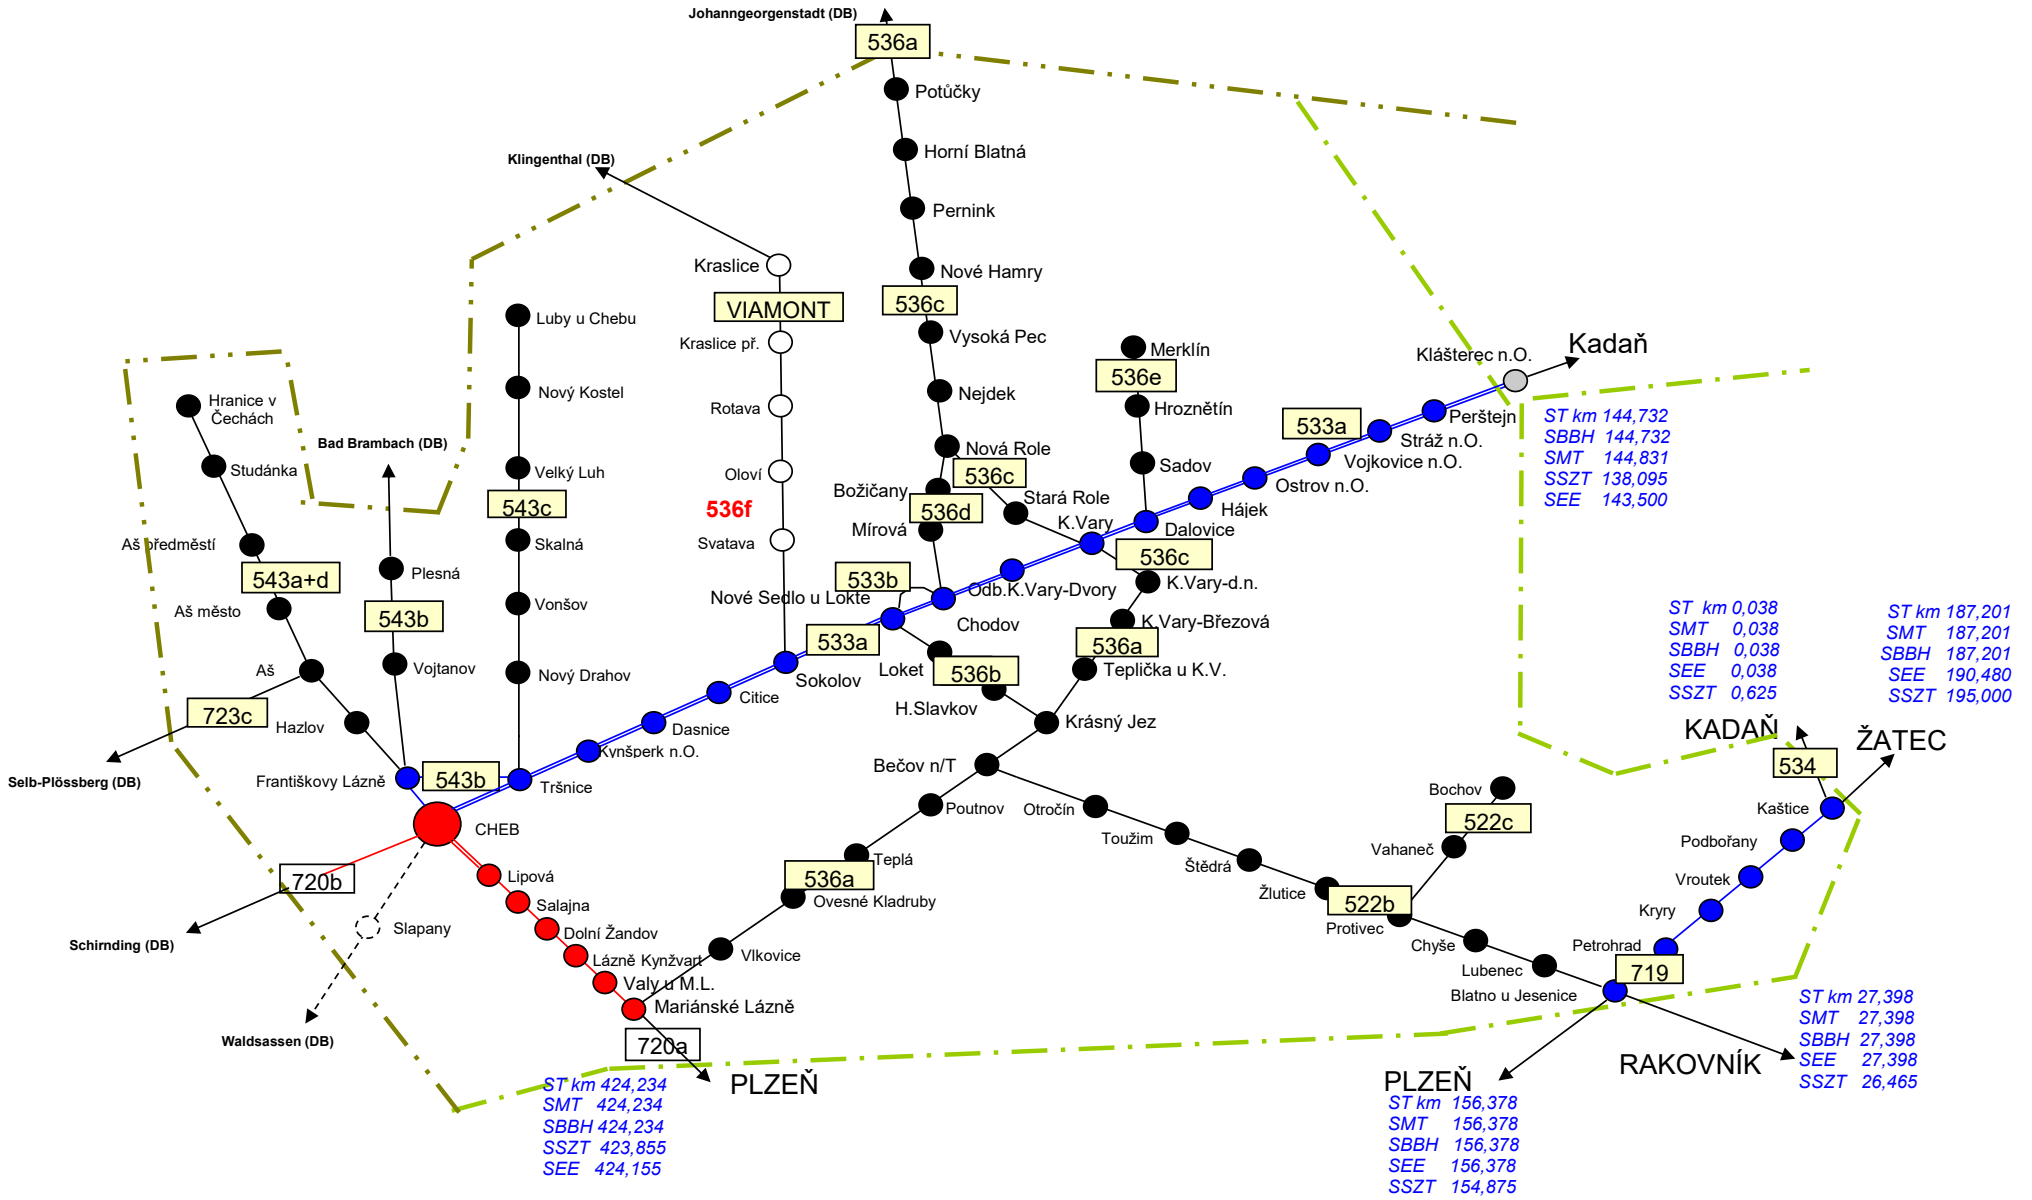 Johanngeorgenstadt (DB)
536a
Potůčky
Horní Blatná
Klingenthal (DB)
Pernink
Kraslice
Nové Hamry
VIAMONT
536c
Luby u Chebu
Kraslice př.
Vysoká Pec
Merklín
Klášterec n.O.
Kadaň
536e
Nový Kostel
Nejdek
Hranice v
Čechách
Rotava
Hroznětín
533a
Perštejn
Stráž n.O.
Vojkovice n.O.
Ostrov n.O.
Hájek
ST km 144,732
SBBH 144,732
SMT 144,831
SSZT 138,095
SEE 143,500
Bad Brambach (DB)
Studánka
Velký Luh
Oloví
Nová Role
536c
Sadov
Božičany
Stará Role
543c
536f
536d
K.Vary
Dalovice
Mírová
Aš předměstí
Skalná
Svatava
536c
543a+d
Plesná
533b
Odb.K.Vary-Dvory
K.Vary-d.n.
Nové Sedlo u Lokte
Aš město
543b
Vonšov
Chodov
K.Vary-Březová
533a
536a
ST km 0,038
SMT 0,038
SBBH 0,038
SEE 0,038
SSZT 0,625
ST km 187,201
SMT 187,201
SBBH 187,201
SEE 190,480
SSZT 195,000
Aš
Vojtanov
Nový Drahov
Sokolov
Loket
536b
Teplička u K.V.
723c
Hazlov
Citice
H.Slavkov
Krásný Jez
Dasnice
Kynšperk n.O.
KADAŇ
ŽATEC
534
Selb-Plössberg (DB)
Františkovy Lázně
543b
Tršnice
Bečov n/T
Bochov
Poutnov
Otročín
522c
Kaštice
CHEB
Toužim
Podbořany
Vahaneč
720b
Lipová
Teplá
Štědrá
Vroutek
536a
Žlutice
522b
Salajna
Ovesné Kladruby
Kryry
Slapany
Dolní Žandov
Protivec
Schirnding (DB)
Chyše
Petrohrad
Lázně Kynžvart
Vlkovice
Lubenec
719
Valy u M.L.
Blatno u Jesenice
Mariánské Lázně
Waldsassen (DB)
720a
ST km 27,398
SMT 27,398
SBBH 27,398
SEE 27,398
SSZT 26,465
RAKOVNÍK
PLZEŇ
ST km 424,234
SMT 424,234
SBBH 424,234
SSZT 423,855
SEE 424,155
PLZEŇ
ST km 156,378
SMT 156,378
SBBH 156,378
SEE 156,378
SSZT 154,875